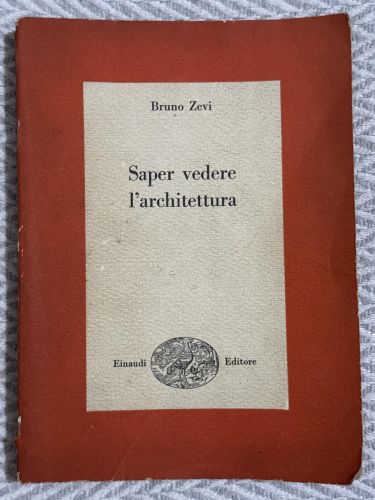 Bruno Zevi
Saper vedere
l'architettura
Einaudi Editore